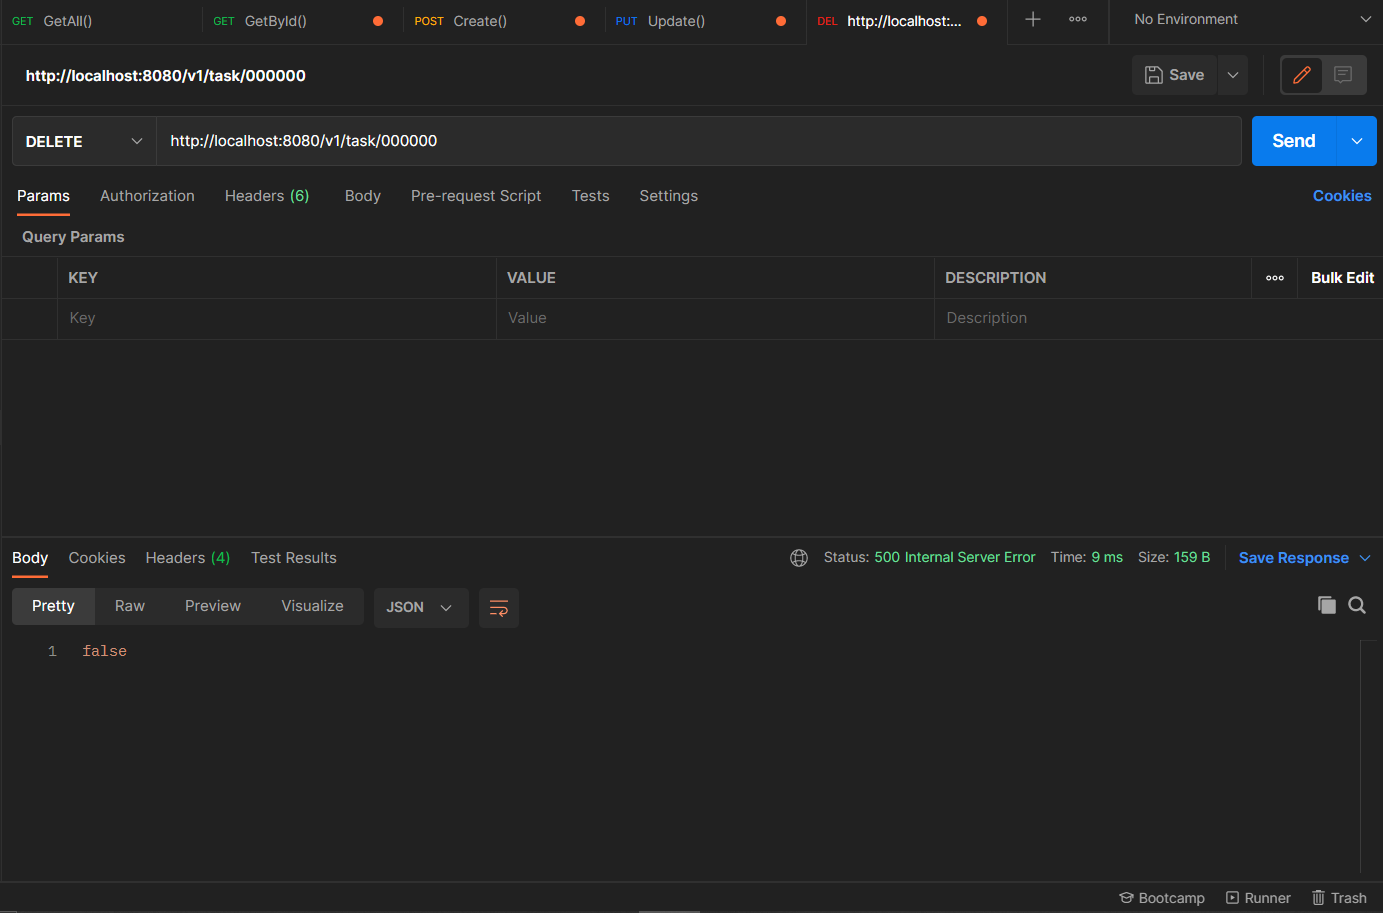 GET GetAll() GET GetById() POST Create() PUT Update() DEL http://localhost:... No Environment
http://localhost:8080/v1/task/000000 Save
DELETE http://localhost:8080/v1/task/000000 Send
Params Authorization Headers (6) Body Pre-request Script Tests Settings Cookies
Query Params
KEY VALUE DESCRIPTION Bulk Edit
Key Value Description
Body Cookies Headers (4) Test Results Status: 500 Internal Server Error Time: 9 ms Size: 159 B Save Response
Pretty Raw Preview Visualize JSON
1 false
Bootcamp Runner Trash